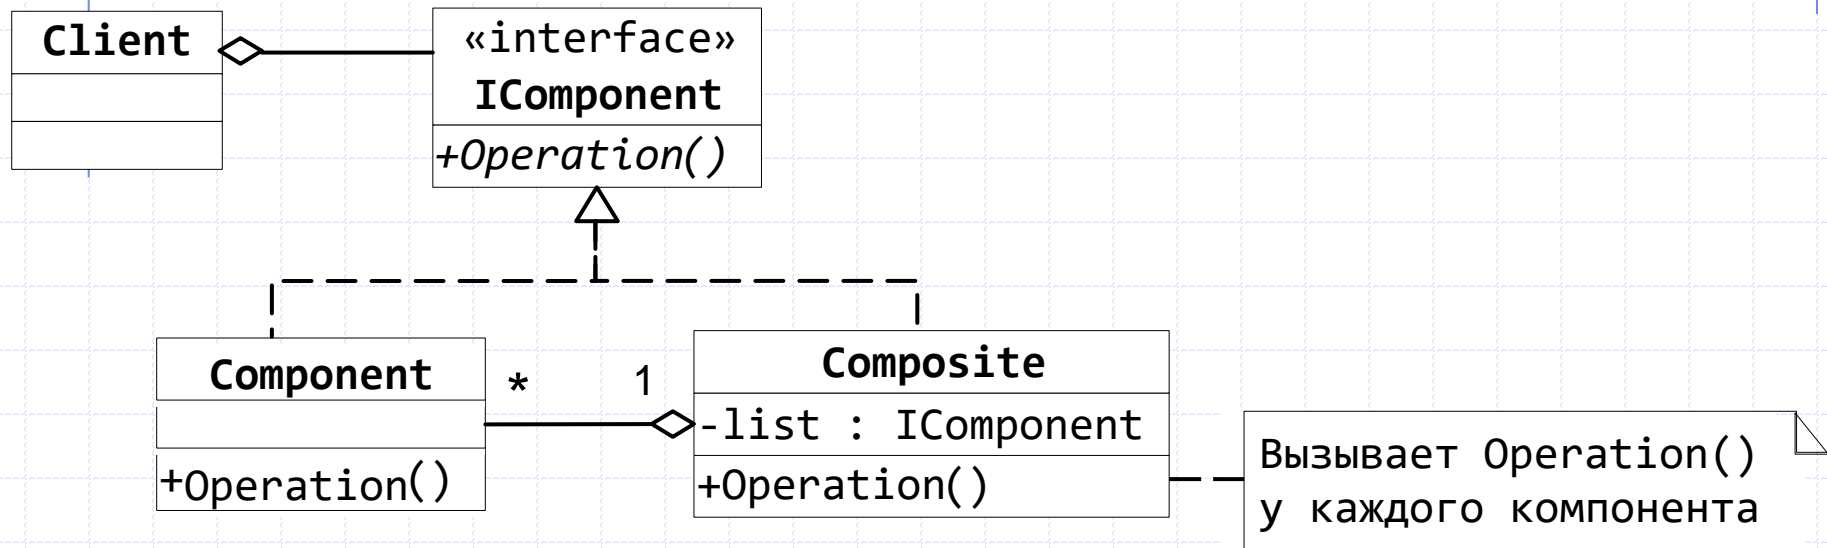 Client
«interface»
IComponent
+Operation()
Component
+Operation()
* 1
Composite
-list : IComponent
+Operation()
Вызывает Operation()
у каждого компонента